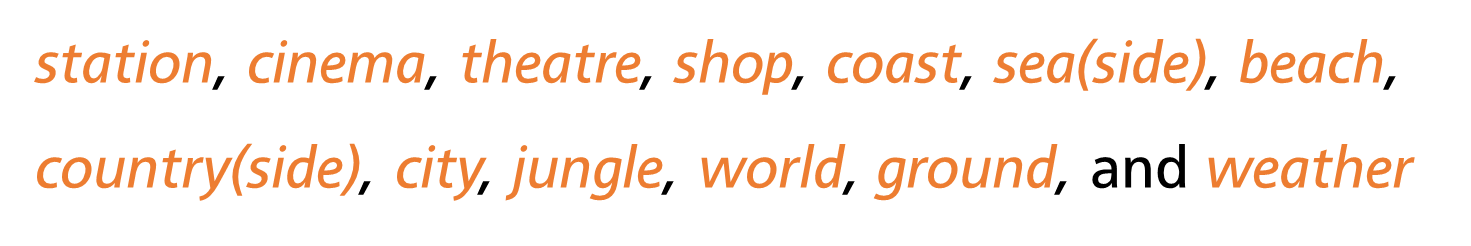 station, cinema, theatre, shop, coast, sea(side), beach,
country(side), city, jungle, world, ground, and weather